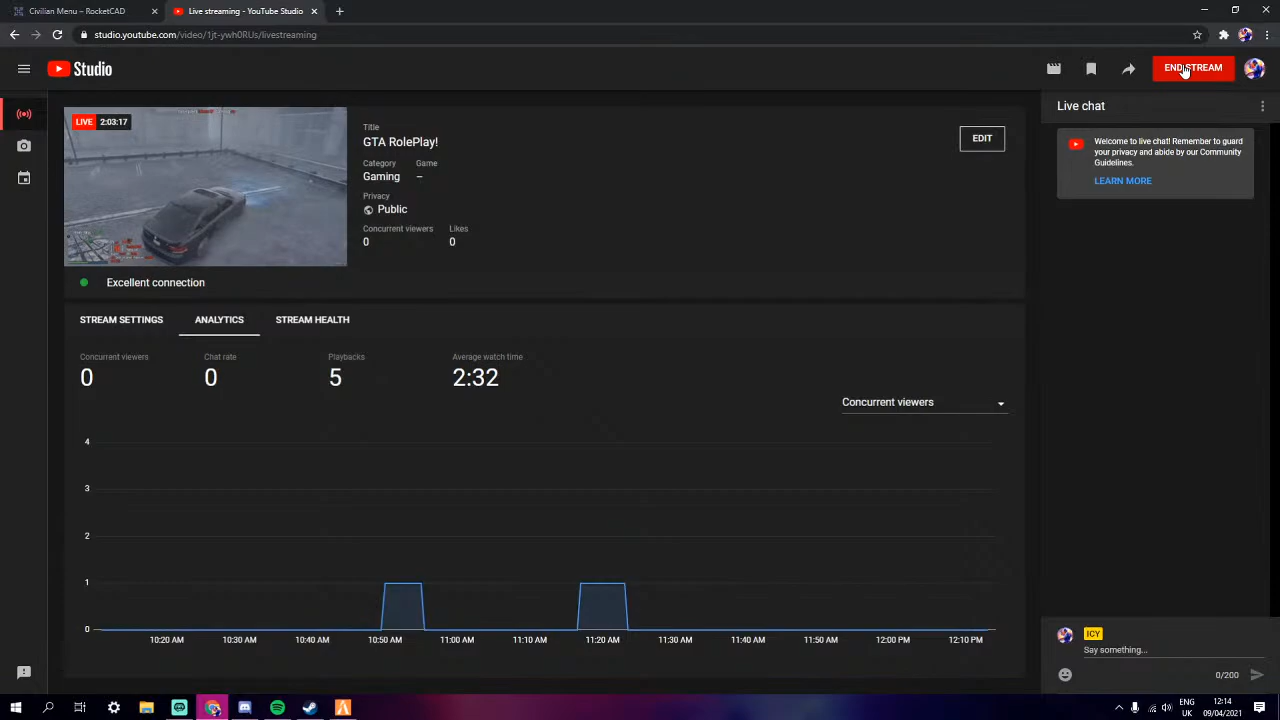 Civilian Menu – RocketCAD
Live streaming - YouTube Studio
studio.youtube.com/video/1jt-ywh0RUs/livestreaming
Studio
END STREAM
LIVE 2:03:17
Title
GTA RolePlay!
Category Game
Gaming –
Privacy
Public
Concurrent viewers Likes
0 0
EDIT
Excellent connection
STREAM SETTINGS ANALYTICS STREAM HEALTH
Concurrent viewers Chat rate Playbacks Average watch time
0 0 5 2:32
Concurrent viewers
4
3
2
1
0
10:20 AM 10:30 AM 10:40 AM 10:50 AM 11:00 AM 11:10 AM 11:20 AM 11:30 AM 11:40 AM 11:50 AM 12:00 PM 12:10 PM
Live chat
Welcome to live chat! Remember to guard
your privacy and abide by our Community
Guidelines.
LEARN MORE
ICY
Say something...
0/200
ENG
UK
12:14
09/04/2021